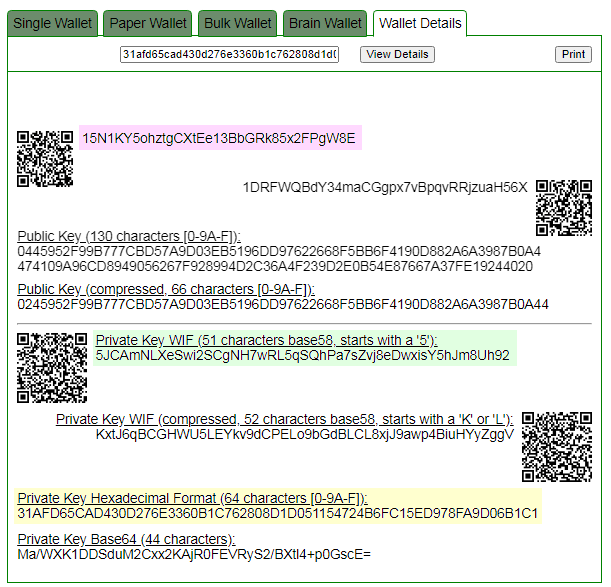 Single Wallet Paper Wallet Bulk Wallet Brain Wallet Wallet Details
31afd65cad430d276e3360b1c762808d1d0 View Details Print
15N1KY5ohztgCXtEe13BbGRk85x2FPgW8E
1DRFWQBdY34maCGgpx7vBpqvRRjzuaH56X
Public Key (130 characters [0-9A-F]):
0445952F99B777CBD57A9D03EB5196DD97622668F5BB6F4190D882A6A3987B0A4
474109A96CD8949056267F928994D2C36A4F239D2E0B54E87667A37FE19244020
Public Key (compressed, 66 characters [0-9A-F]):
0245952F99B777CBD57A9D03EB5196DD97622668F5BB6F4190D882A6A3987B0A44
Private Key WIF (51 characters base58, starts with a '5'):
5JCAmNLXeSwi2SCgNH7wRL5qSQhPa7sZvj8eDwxisY5hJm8Uh92
Private Key WIF (compressed, 52 characters base58, starts with a 'K' or 'L'):
KxtJ6qBCGHWU5LEYkv9dCPELo9bGdBLCL8xjJ9awp4BiuHYyZggV
Private Key Hexadecimal Format (64 characters [0-9A-F]):
31AFD65CAD430D276E3360B1C762808D1D051154724B6FC15ED978FA9D06B1C1
Private Key Base64 (44 characters):
Ma/WXK1DDSduM2Cxx2KAjR0FEVRyS2/BXtl4+p0GscE=